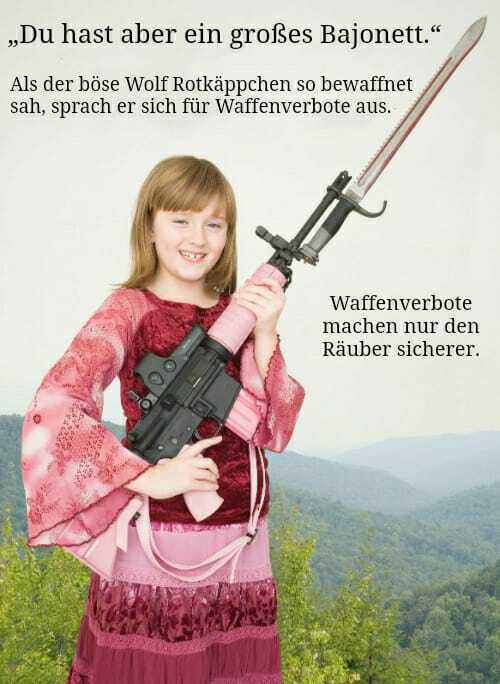 „Du hast aber ein großes Bajonett.“
Als der böse Wolf Rotkäppchen so bewaffnet
sah, sprach er sich für Waffenverbote aus.
Waffenverbote
machen nur den
Räuber sicherer.